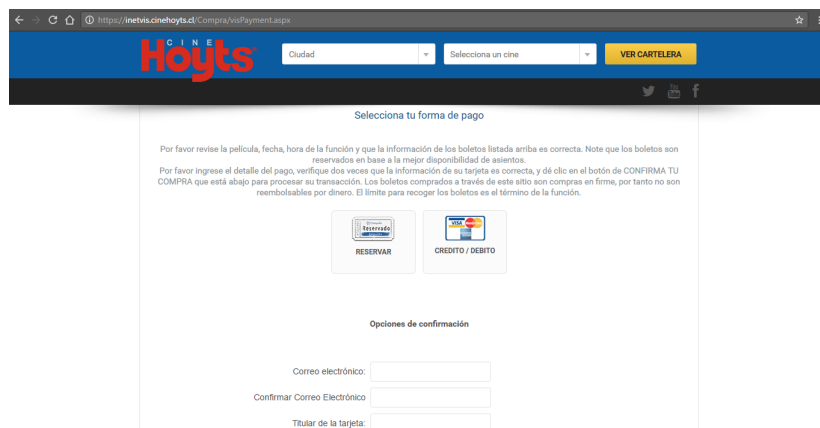 https://inetvis.cinehoyts.cl/Compra/visPayment.aspx
CINE
Hoyts
Ciudad
Selecciona un cine
VER CARTELERA
Selecciona tu forma de pago
Por favor revise la película, fecha, hora de la función y que la información de los boletos listada arriba es correcta. Note que los boletos son
reservados en base a la mejor disponibilidad de asientos.
Por favor ingrese el detalle del pago, verifique dos veces que la información de su tarjeta es correcta, y dé clic en el botón de CONFIRMA TU
COMPRA que está abajo para procesar su transacción. Los boletos comprados a través de este sitio son compras en firme, por tanto no son
reembolsables por dinero. El límite para recoger los boletos es el término de la función.
Reservado
VISA
RESERVAR
CREDITO / DEBITO
Opciones de confirmación
Correo electrónico:
Confirmar Correo Electrónico
Titular de la tarjeta: